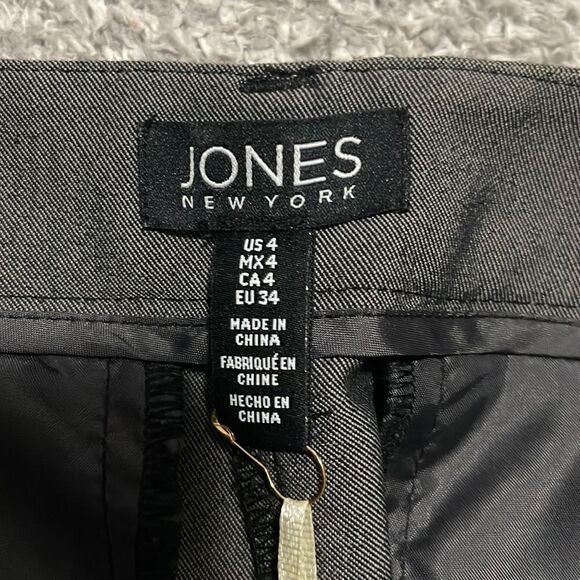 JONES
NEW YORK
US 4
MX 4
CA 4
EU 34
MADE IN
CHINA
FABRIQUÉ EN
CHINE
HECHO EN
CHINA